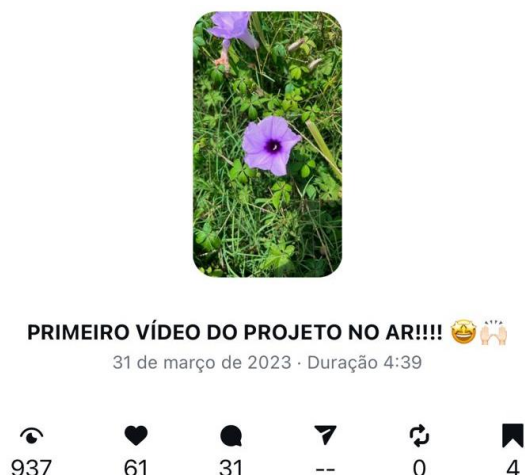 PRIMEIRO VÍDEO DO PROJETO NO AR!!!! 🤩🙌🏻
31 de março de 2023 · Duração 4:39
937 61 31 -- 0 4